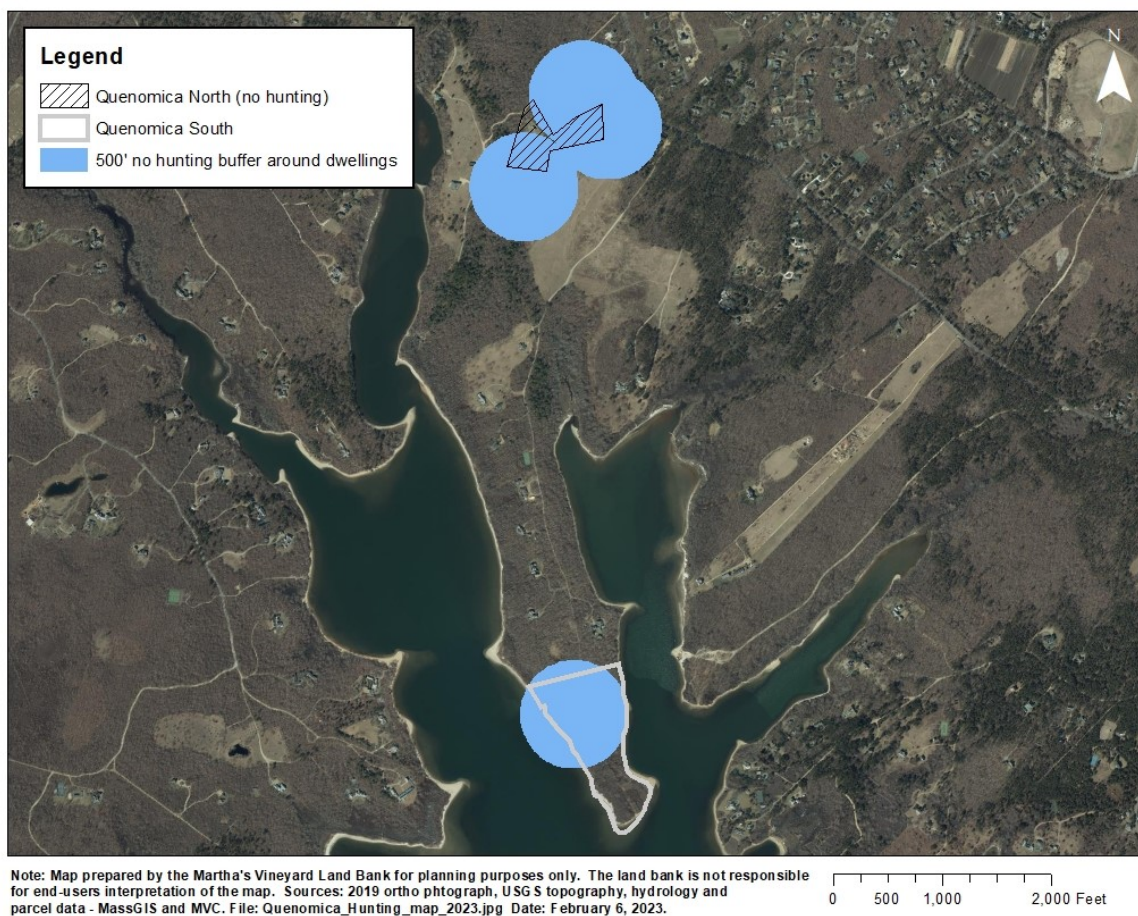 Legend
Quenomica North (no hunting)
Quenomica South
500' no hunting buffer around dwellings
N
Note: Map prepared by the Martha's Vineyard Land Bank for planning purposes only. The land bank is not responsible
for end-users interpretation of the map. Sources: 2019 ortho phtograph, USGS topography, hydrology and
parcel data - MassGIS and MVC. File: Quenomica_Hunting_map_2023.jpg Date: February 6, 2023.
0 500 1,000 2,000 Feet